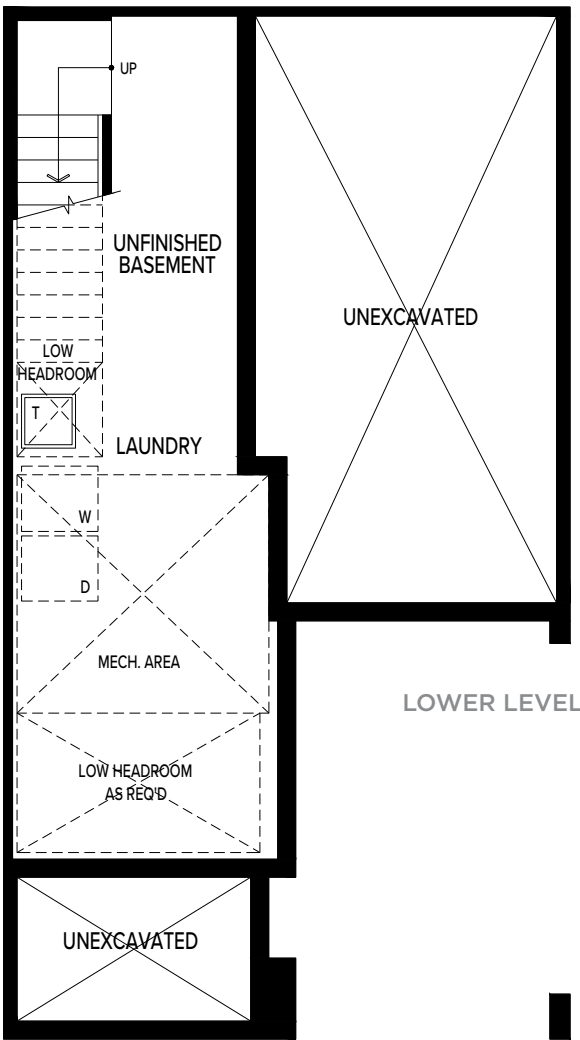 UP
UNFINISHED
BASEMENT
UNEXCAVATED
LOW
HEADROOM
T
LAUNDRY
W
D
MECH. AREA
LOWER LEVEL
LOW HEADROOM
AS REQ'D
UNEXCAVATED